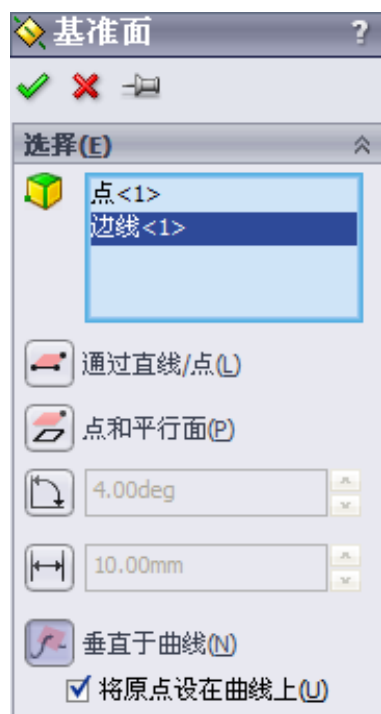 基准面 ?
选择(E)
点<1>
边线<1>
通过直线/点(L)
点和平行面(P)
4.00deg
10.00mm
垂直于曲线(N)
将原点设在曲线上(U)